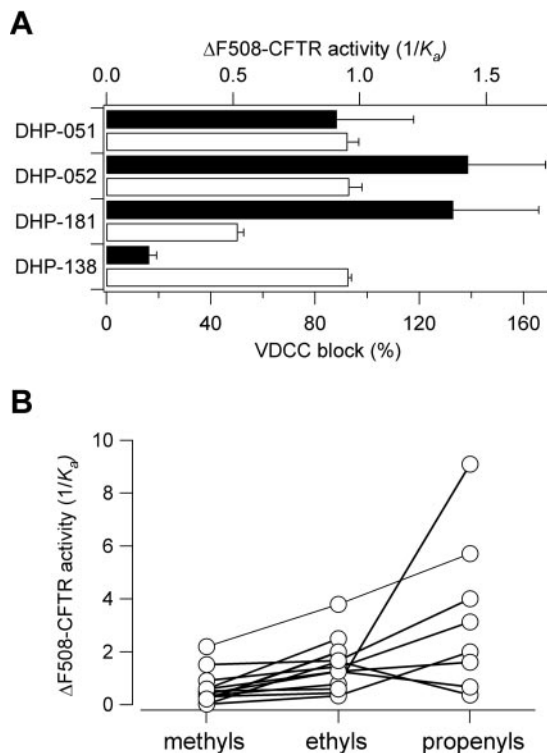 A
ΔF508-CFTR activity (1/Ka)
0.0 0.5 1.0 1.5
DHP-051
DHP-052
DHP-181
DHP-138
0 40 80 120 160
VDCC block (%)
B
ΔF508-CFTR activity (1/Ka)
10
8
6
4
2
0
methyls ethyls propenyls